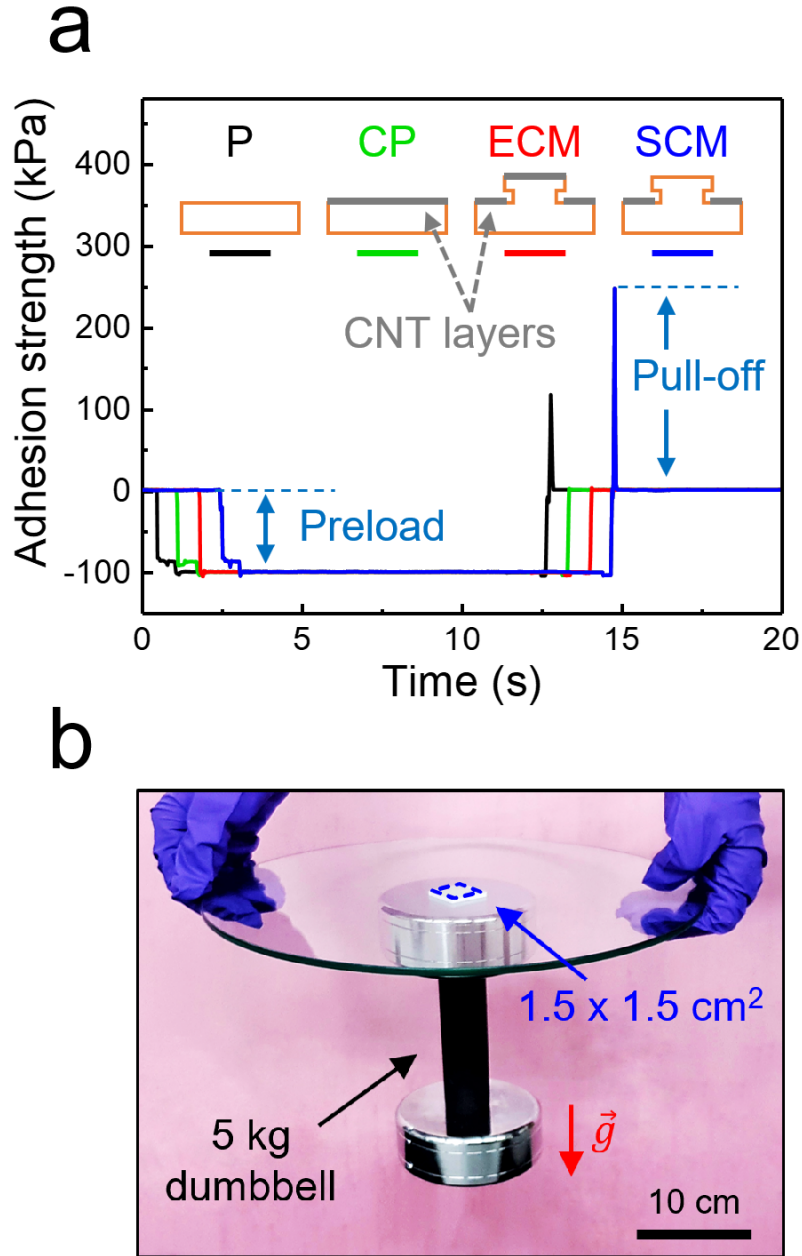 a
Adhesion strength (kPa)
400
300
200
100
0
-100
P
CP
ECM
SCM
CNT layers
Pull-off
Preload
0
5
10
15
20
Time (s)
b
1.5 x 1.5 cm²
5 kg
dumbbell
g⃗
10 cm